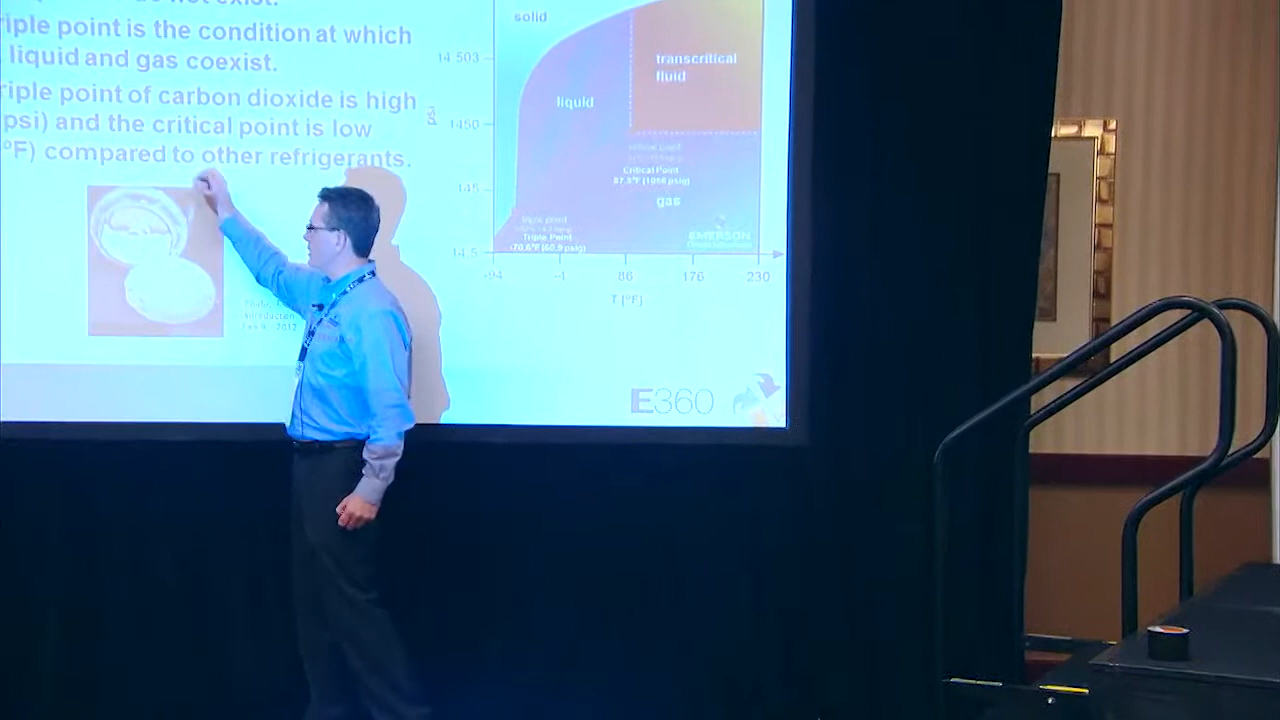 riple point is the condition at which
liquid and gas coexist.
riple point of carbon dioxide is high
psi) and the critical point is low
°F) compared to other refrigerants.
solid
14 503
transcritical
fluid
liquid
psi
1450
Critical Point
87.8°F (1056 psig)
145
gas
Triple Point
-70.6°F (60.9 psig)
EMERSON
14.5
-94
-4
86
176
230
T [°F]
E360